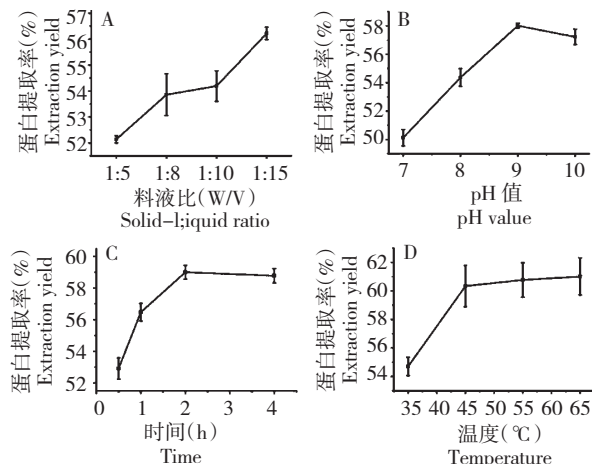 A
蛋白提取率(%)
Extraction yield
57
56
55
54
53
52
1:5 1:8 1:10 1:15
料液比(W/V)
Solid-l;iquid ratio
B
蛋白提取率(%)
Extraction yield
58
56
54
52
50
7 8 9 10
pH 值
pH value
C
蛋白提取率(%)
Extraction yield
60
58
56
54
52
0 1 2 3 4
时间(h)
Time
D
蛋白提取率(%)
Extraction yield
62
60
58
56
54
35 40 45 50 55 60 65
温度(℃)
Temperature